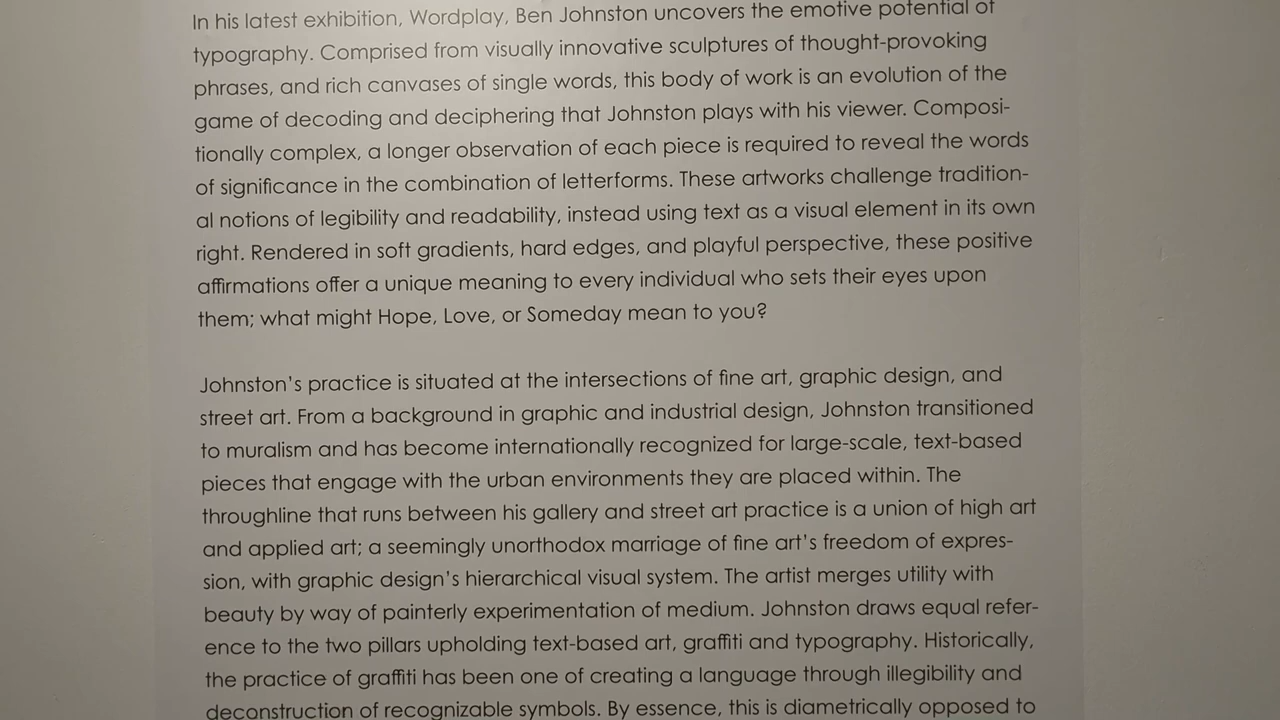 In his latest exhibition, Wordplay, Ben Johnston uncovers the emotive potential of
typography. Comprised from visually innovative sculptures of thought-provoking
phrases, and rich canvases of single words, this body of work is an evolution of the
game of decoding and deciphering that Johnston plays with his viewer. Composi-
tionally complex, a longer observation of each piece is required to reveal the words
of significance in the combination of letterforms. These artworks challenge tradition-
al notions of legibility and readability, instead using text as a visual element in its own
right. Rendered in soft gradients, hard edges, and playful perspective, these positive
affirmations offer a unique meaning to every individual who sets their eyes upon
them; what might Hope, Love, or Someday mean to you?
Johnston's practice is situated at the intersections of fine art, graphic design, and
street art. From a background in graphic and industrial design, Johnston transitioned
to muralism and has become internationally recognized for large-scale, text-based
pieces that engage with the urban environments they are placed within. The
throughline that runs between his gallery and street art practice is a union of high art
and applied art; a seemingly unorthodox marriage of fine art's freedom of expres-
sion, with graphic design's hierarchical visual system. The artist merges utility with
beauty by way of painterly experimentation of medium. Johnston draws equal refer-
ence to the two pillars upholding text-based art, graffiti and typography. Historically,
the practice of graffiti has been one of creating a language through illegibility and
deconstruction of recognizable symbols. By essence, this is diametrically opposed to